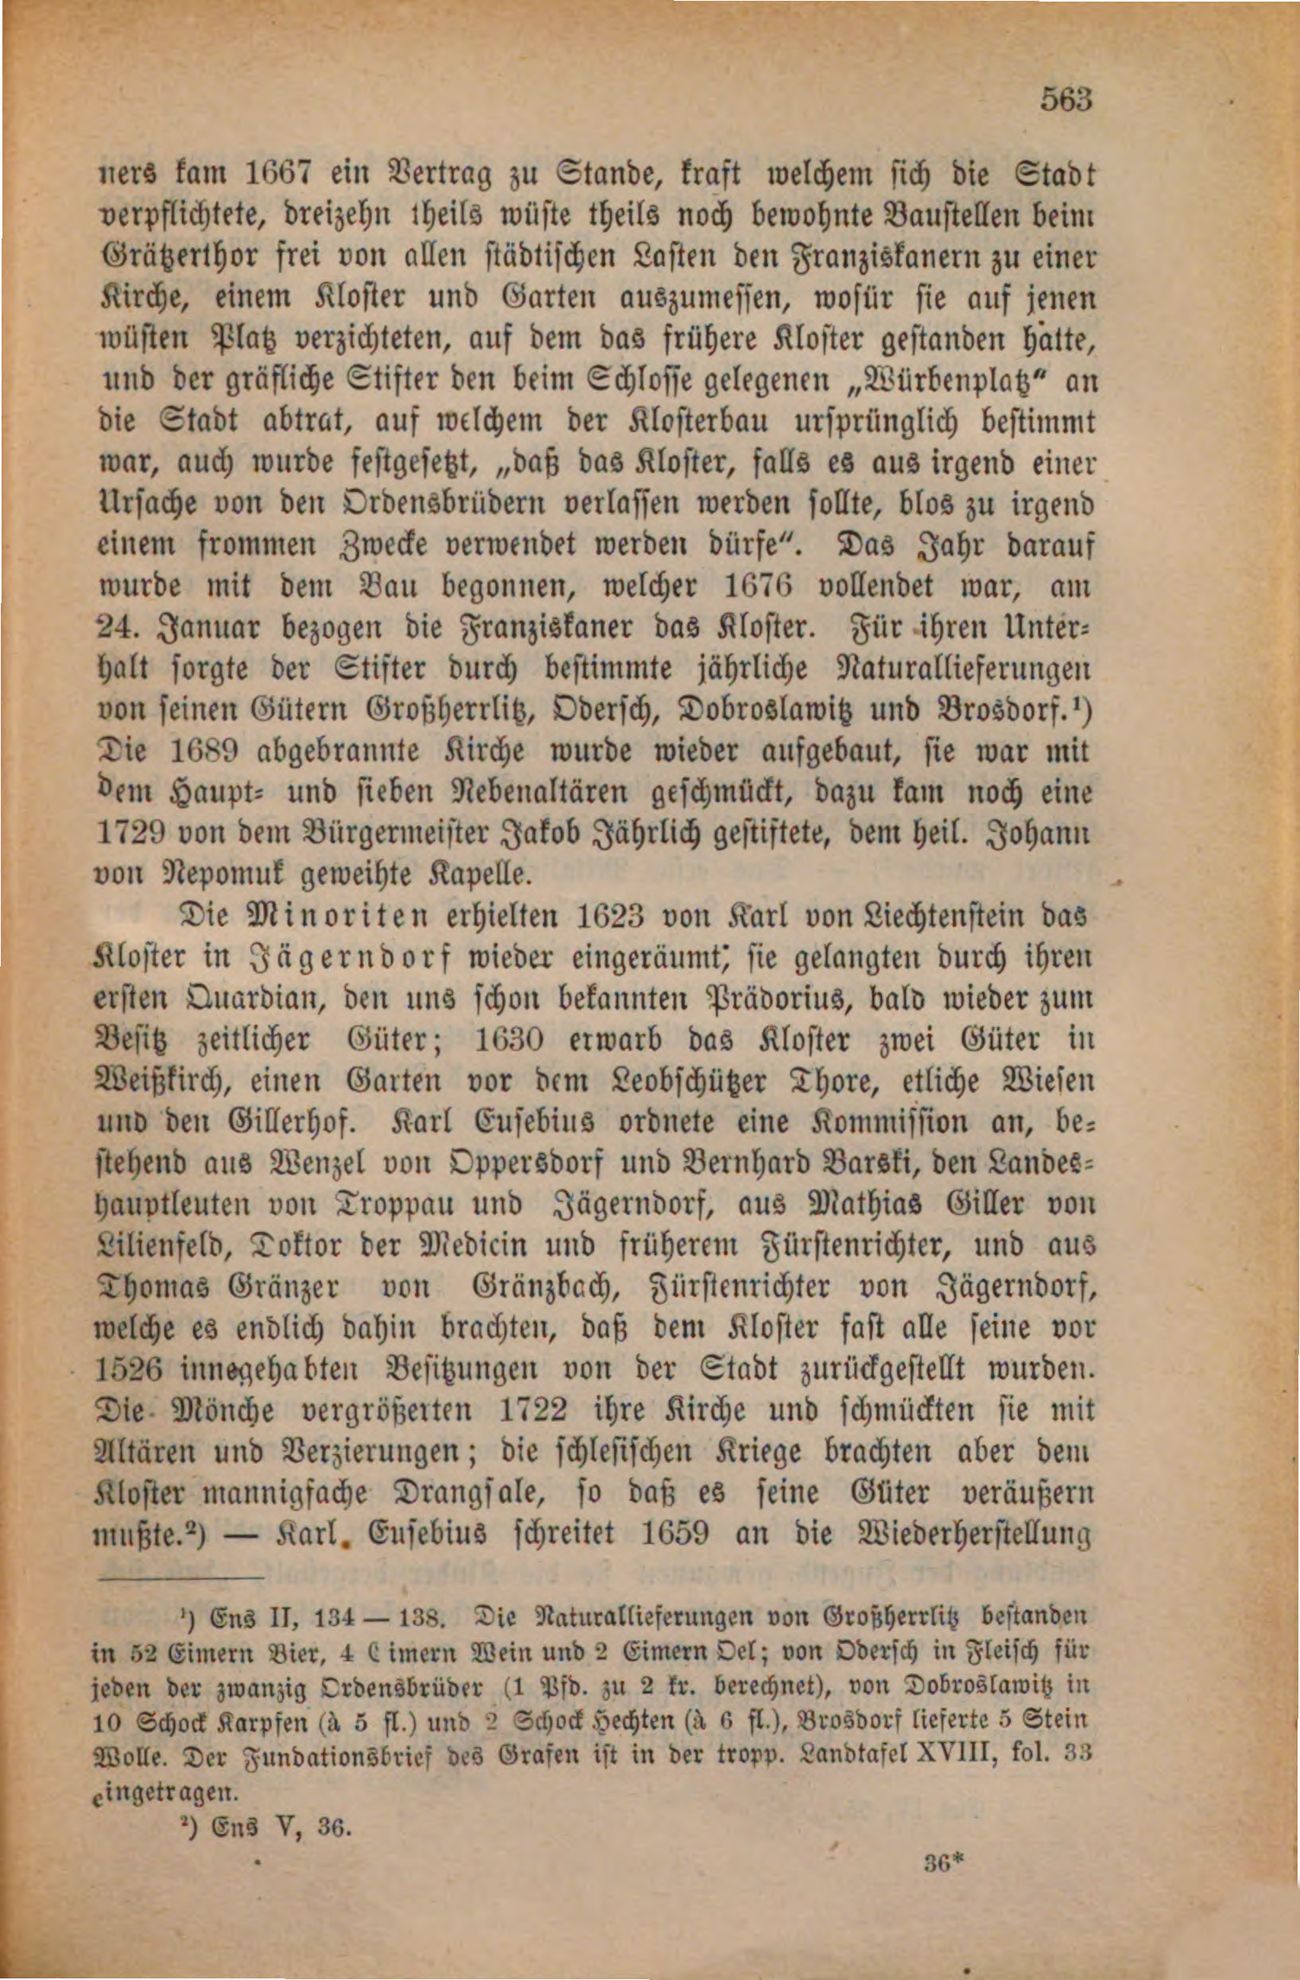 563
ners kam 1667 ein Vertrag zu Stande, kraft welchem sich die Stadt
verpflichtete, dreizehn theils wüste theils noch bewohnte Baustellen beim
Grätzerthor frei von allen städtischen Lasten den Franziskanern zu einer
Kirche, einem Kloster und Garten auszumessen, wofür sie auf jenen
wüsten Platz verzichteten, auf dem das frühere Kloster gestanden hatte,
und der gräfliche Stifter den beim Schlosse gelegenen „Würbenplatz" an
die Stadt abtrat, auf welchem der Klosterbau ursprünglich bestimmt
war, auch wurde festgesetzt, „daß das Kloster, falls es aus irgend einer
Ursache von den Ordensbrüdern verlassen werden sollte, blos zu irgend
einem frommen Zwecke verwendet werden dürfe". Das Jahr darauf
wurde mit dem Bau begonnen, welcher 1676 vollendet war, am
24. Januar bezogen die Franziskaner das Kloster. Für ihren Unter-
halt sorgte der Stifter durch bestimmte jährliche Naturallieferungen
von seinen Gütern Großherrlitz, Odersch, Dobroslawitz und Brosdorf.¹)
Die 1689 abgebrannte Kirche wurde wieder aufgebaut, sie war mit
dem Haupt- und sieben Nebenaltären geschmückt, dazu kam noch eine
1729 von dem Bürgermeister Jakob Jährlich gestiftete, dem heil. Johann
von Nepomuk geweihte Kapelle.
Die Minoriten erhielten 1623 von Karl von Liechtenstein das
Kloster in Jägerndorf wieder eingeräumt; sie gelangten durch ihren
ersten Quardian, den uns schon bekannten Prädorius, bald wieder zum
Besitz zeitlicher Güter; 1630 erwarb das Kloster zwei Güter in
Weißkirch, einen Garten vor dem Leobschützer Thore, etliche Wiesen
und den Gillerhof. Karl Eusebius ordnete eine Kommission an, be-
stehend aus Wenzel von Oppersdorf und Bernhard Barski, den Landes-
hauptleuten von Troppau und Jägerndorf, aus Mathias Giller von
Lilienfeld, Doktor der Medicin und früherem Fürstenrichter, und aus
Thomas Gränzer von Gränzbach, Fürstenrichter von Jägerndorf,
welche es endlich dahin brachten, daß dem Kloster fast alle seine vor
1526 innegehabten Besitzungen von der Stadt zurückgestellt wurden.
Die Mönche vergrößerten 1722 ihre Kirche und schmückten sie mit
Altären und Verzierungen; die schlesischen Kriege brachten aber dem
Kloster mannigfache Drangsale, so daß es seine Güter veräußern
mußte.²) — Karl Eusebius schreitet 1659 an die Wiederherstellung
¹) Ens II, 134 — 138. Die Naturallieferungen von Großherrlitz bestanden
in 52 Eimern Bier, 4 Eimern Wein und 2 Eimern Oel; von Odersch in Fleisch für
jeden der zwanzig Ordensbrüder (1 Pfd. zu 2 kr. berechnet), von Dobroslawitz in
10 Schock Karpfen (à 5 fl.) und 2 Schock Hechten (à 6 fl.), Brosdorf lieferte 5 Stein
Wolle. Der Fundationsbrief des Grafen ist in der tropp. Landtafel XVIII, fol. 33
eingetragen.
²) Ens V, 36.
36*